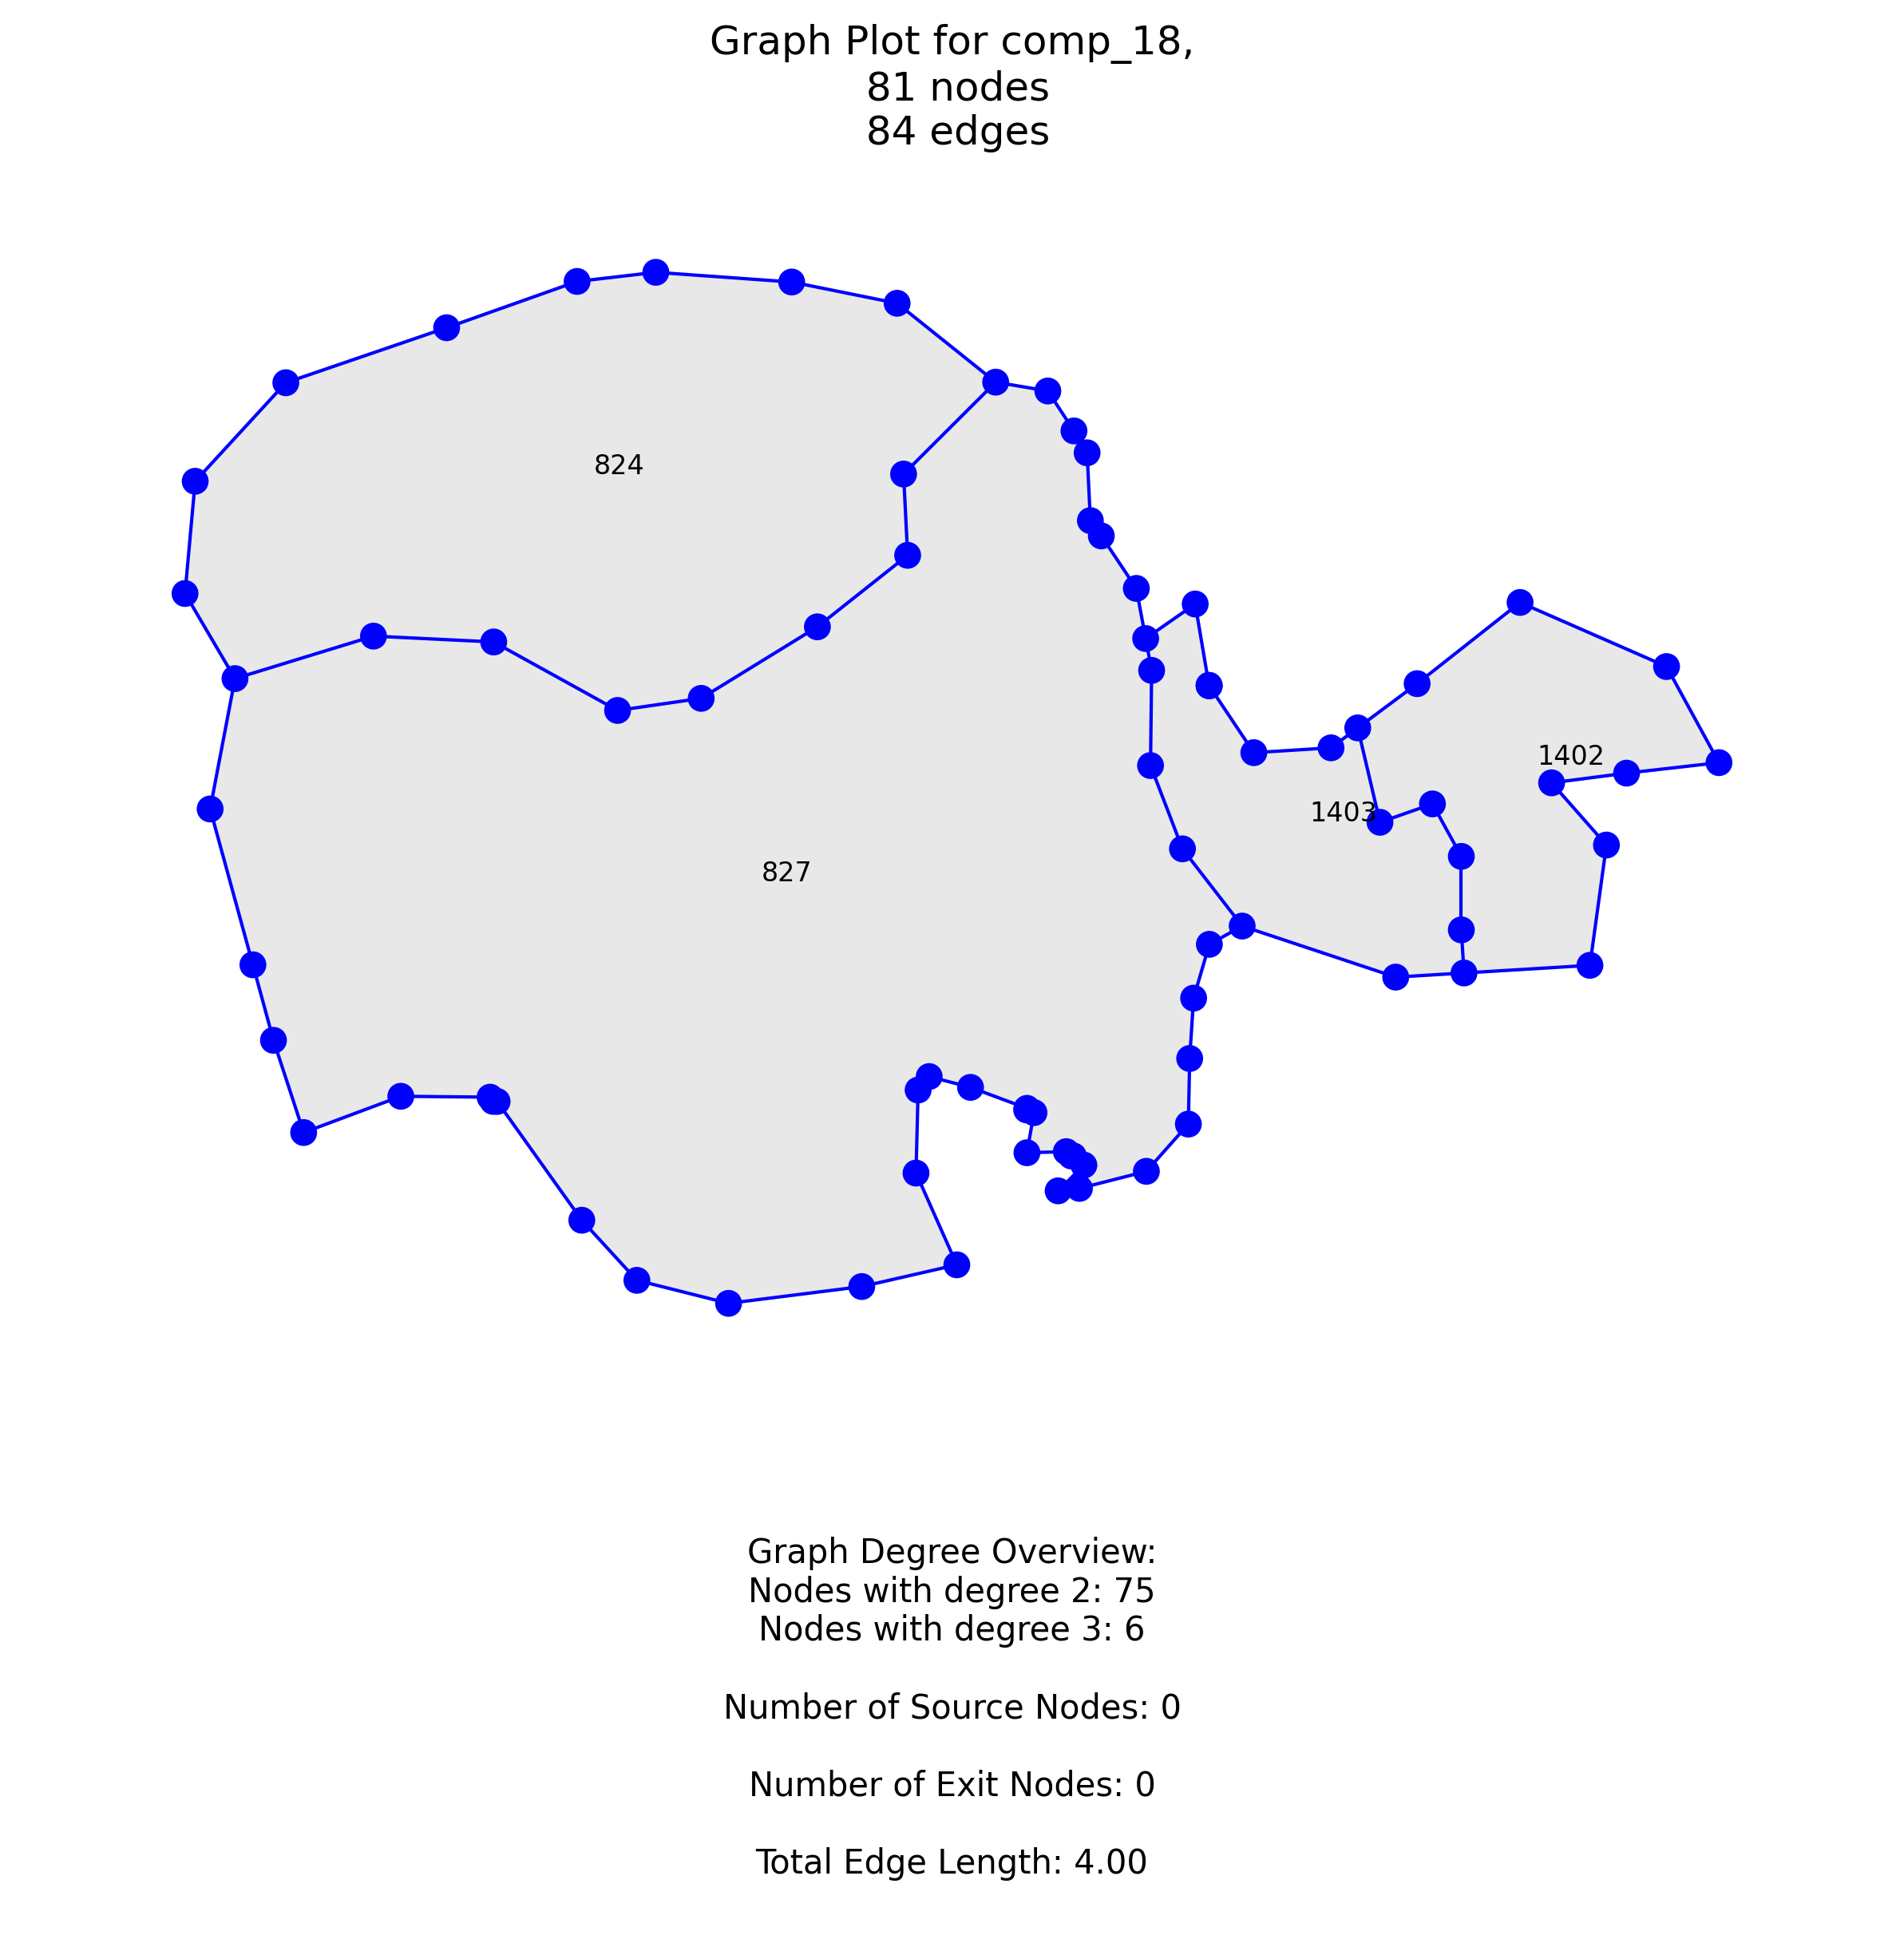 Graph Plot for comp_18,
81 nodes
84 edges
824
1402
1403
827
Graph Degree Overview:
Nodes with degree 2: 75
Nodes with degree 3: 6
Number of Source Nodes: 0
Number of Exit Nodes: 0
Total Edge Length: 4.00